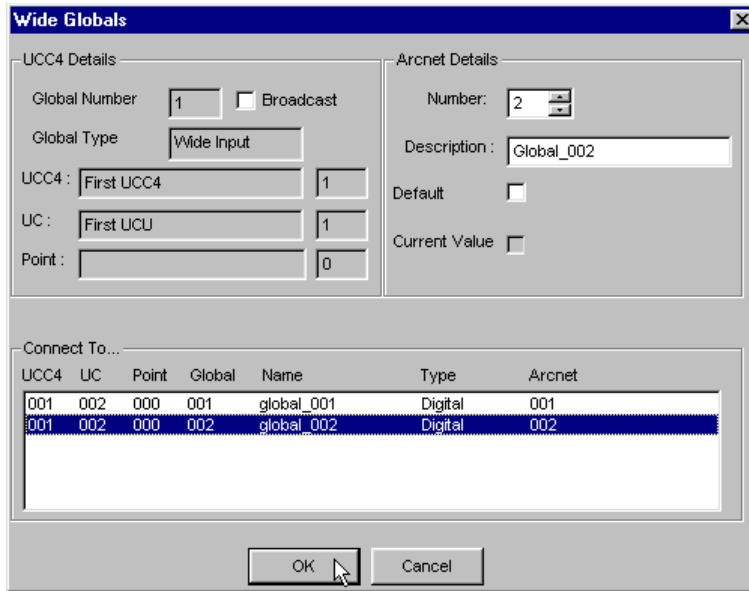 Wide Globals
UCC4 Details
Global Number 1 Broadcast
Global Type Wide Input
UCC4 : First UCC4 1
UC : First UCU 1
Point : 0
Arcnet Details
Number: 2
Description : Global_002
Default
Current Value
Connect To...
UCC4 UC Point Global Name Type Arcnet
001 002 000 001 global_001 Digital 001
001 002 000 002 global_002 Digital 002
OK Cancel